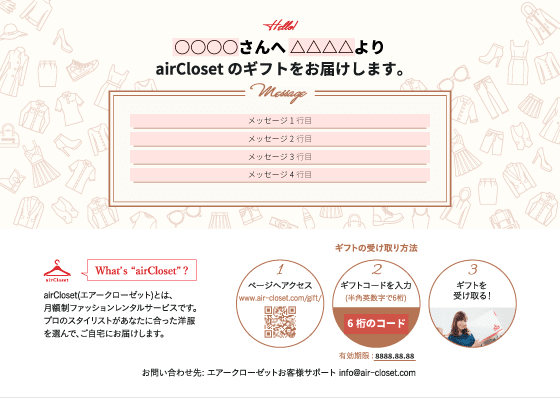 Hello!
○○○○さんへ △△△△より
airCloset のギフトをお届けします。
Message
メッセージ 1 行目
メッセージ 2 行目
メッセージ 3 行目
メッセージ 4 行目
airCloset
What's “airCloset”?
airCloset(エアークローゼット)とは、
月額制ファッションレンタルサービスです。
プロのスタイリストがあなたに合った洋服
を選んで、ご自宅にお届けします。
ギフトの受け取り方法
1
ページへアクセス
www.air-closet.com/gift/
2
ギフトコードを入力
(半角英数字で6桁)
6 桁のコード
有効期限 : 8888.88.88
3
ギフトを
受け取る!
お問い合わせ先: エアークローゼットお客様サポート info@air-closet.com